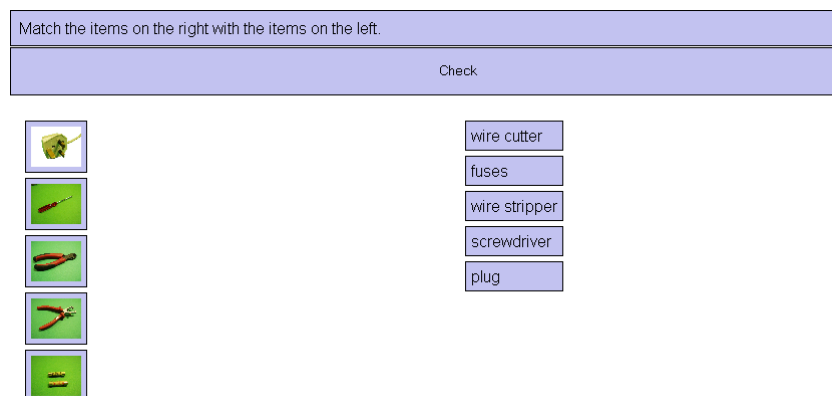 Match the items on the right with the items on the left.
Check
wire cutter
fuses
wire stripper
screwdriver
plug